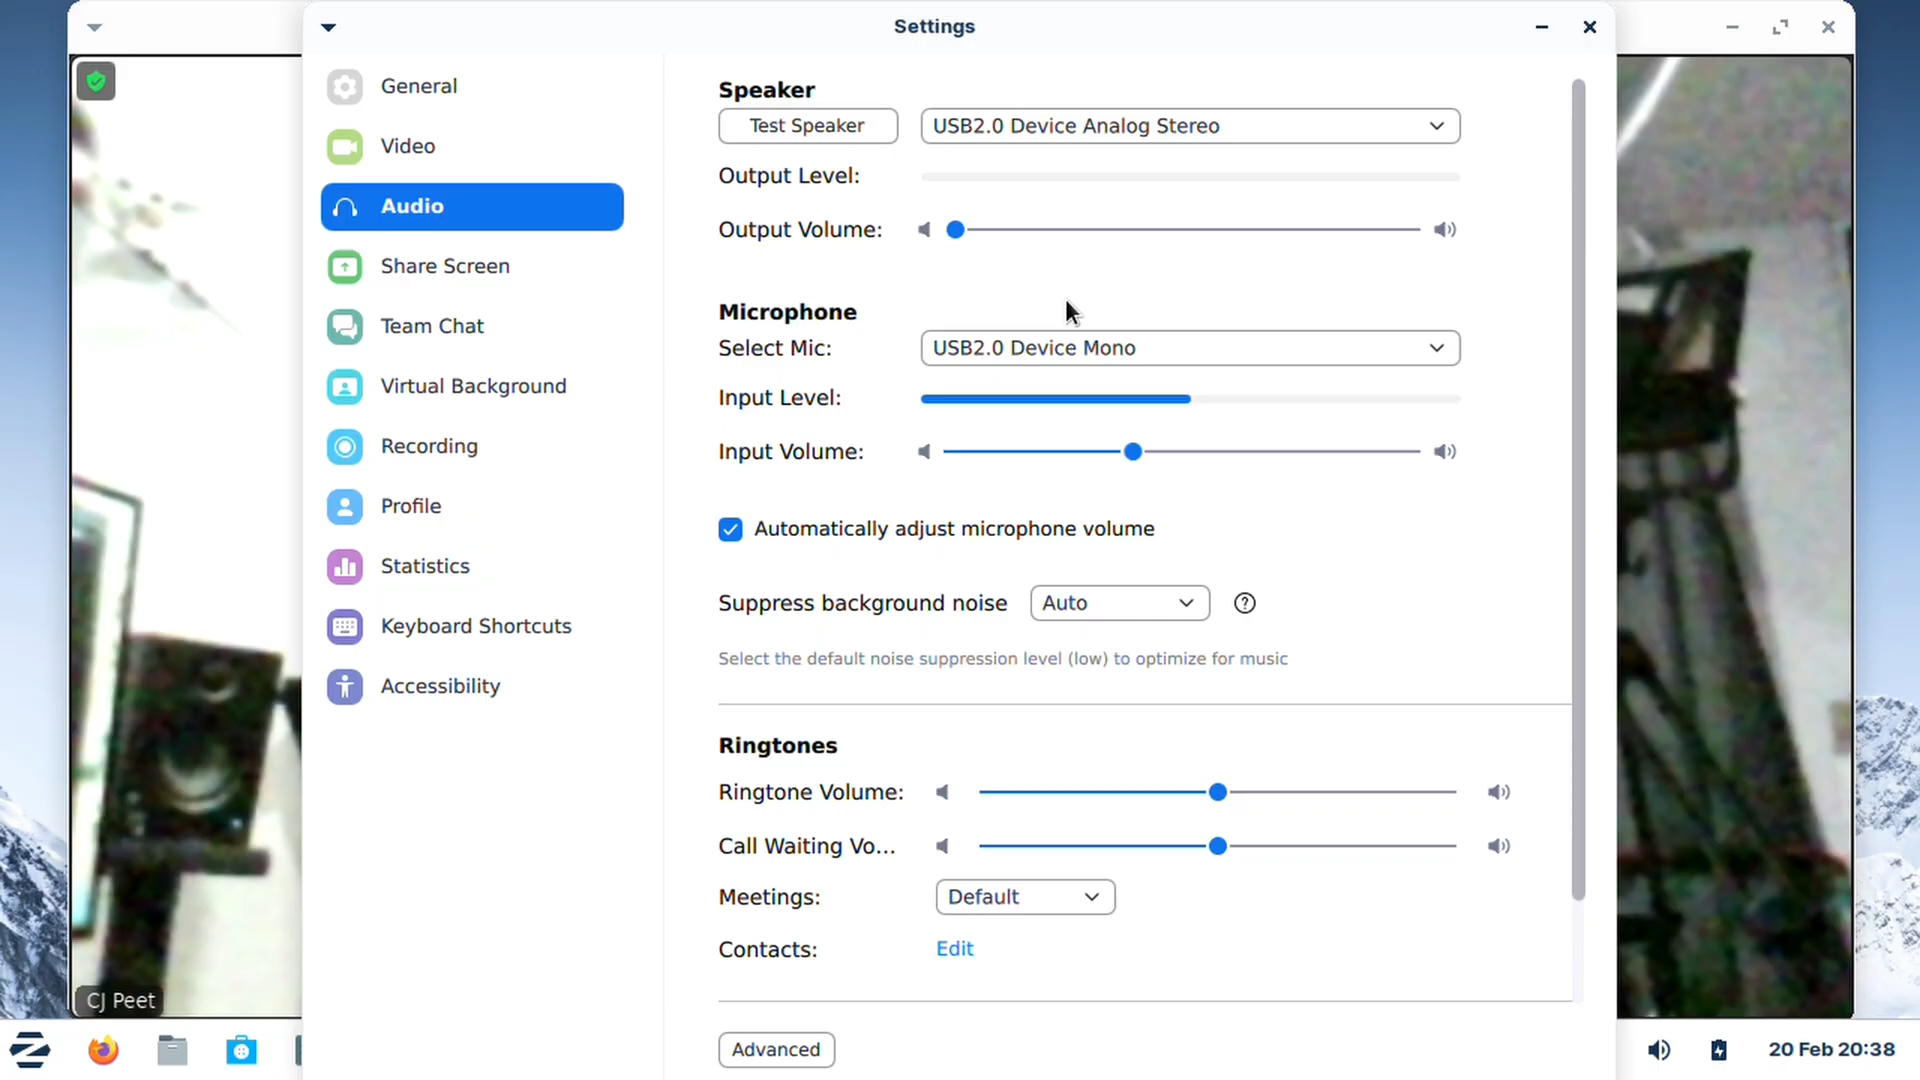 Settings
General
Video
Audio
Share Screen
Team Chat
Virtual Background
Recording
Profile
Statistics
Keyboard Shortcuts
Accessibility
Speaker
Test Speaker USB2.0 Device Analog Stereo
Output Level:
Output Volume:
Microphone
Select Mic: USB2.0 Device Mono
Input Level:
Input Volume:
Automatically adjust microphone volume
Suppress background noise Auto
Select the default noise suppression level (low) to optimize for music
Ringtones
Ringtone Volume:
Call Waiting Vo...
Meetings: Default
Contacts: Edit
Advanced
CJ Peet
20 Feb 20:38